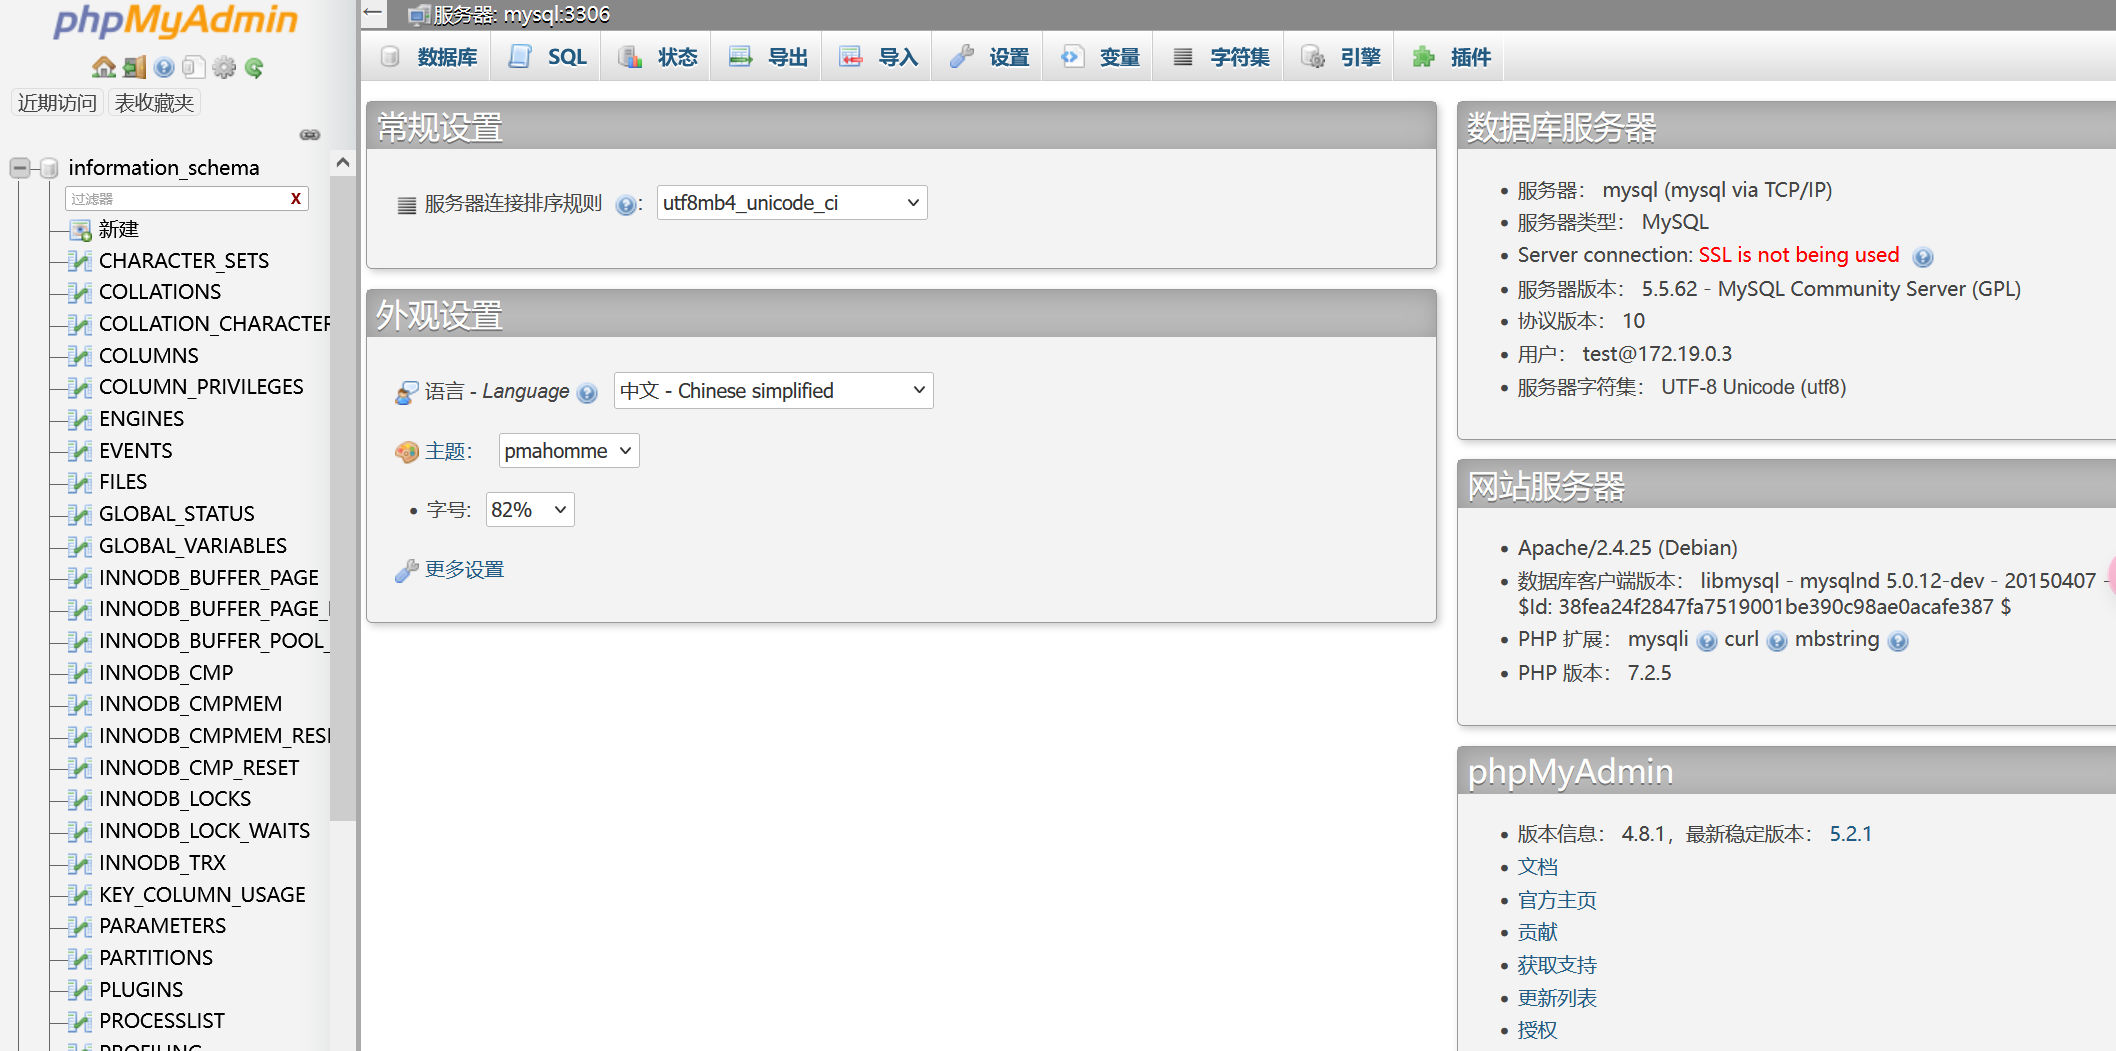 phpMyAdmin
近期访问 表收藏夹
information_schema
过滤器 X
新建
CHARACTER_SETS
COLLATIONS
COLLATION_CHARACTER
COLUMNS
COLUMN_PRIVILEGES
ENGINES
EVENTS
FILES
GLOBAL_STATUS
GLOBAL_VARIABLES
INNODB_BUFFER_PAGE
INNODB_BUFFER_PAGE_
INNODB_BUFFER_POOL_
INNODB_CMP
INNODB_CMPMEM
INNODB_CMPMEM_RESE
INNODB_CMP_RESET
INNODB_LOCKS
INNODB_LOCK_WAITS
INNODB_TRX
KEY_COLUMN_USAGE
PARAMETERS
PARTITIONS
PLUGINS
PROCESSLIST
PROFILING
服务器: mysql:3306
数据库 SQL 状态 导出 导入 设置 变量 字符集 引擎 插件
常规设置
服务器连接排序规则 : utf8mb4_unicode_ci
外观设置
语言 - Language 中文 - Chinese simplified
主题: pmahomme
• 字号: 82%
更多设置
数据库服务器
• 服务器: mysql (mysql via TCP/IP)
• 服务器类型: MySQL
• Server connection: SSL is not being used
• 服务器版本: 5.5.62 - MySQL Community Server (GPL)
• 协议版本: 10
• 用户: test@172.19.0.3
• 服务器字符集: UTF-8 Unicode (utf8)
网站服务器
• Apache/2.4.25 (Debian)
• 数据库客户端版本: libmysql - mysqlnd 5.0.12-dev - 20150407 -
$Id: 38fea24f2847fa7519001be390c98ae0acafe387 $
• PHP 扩展: mysqli curl mbstring
• PHP 版本: 7.2.5
phpMyAdmin
• 版本信息: 4.8.1, 最新稳定版本: 5.2.1
• 文档
• 官方主页
• 贡献
• 获取支持
• 更新列表
• 授权